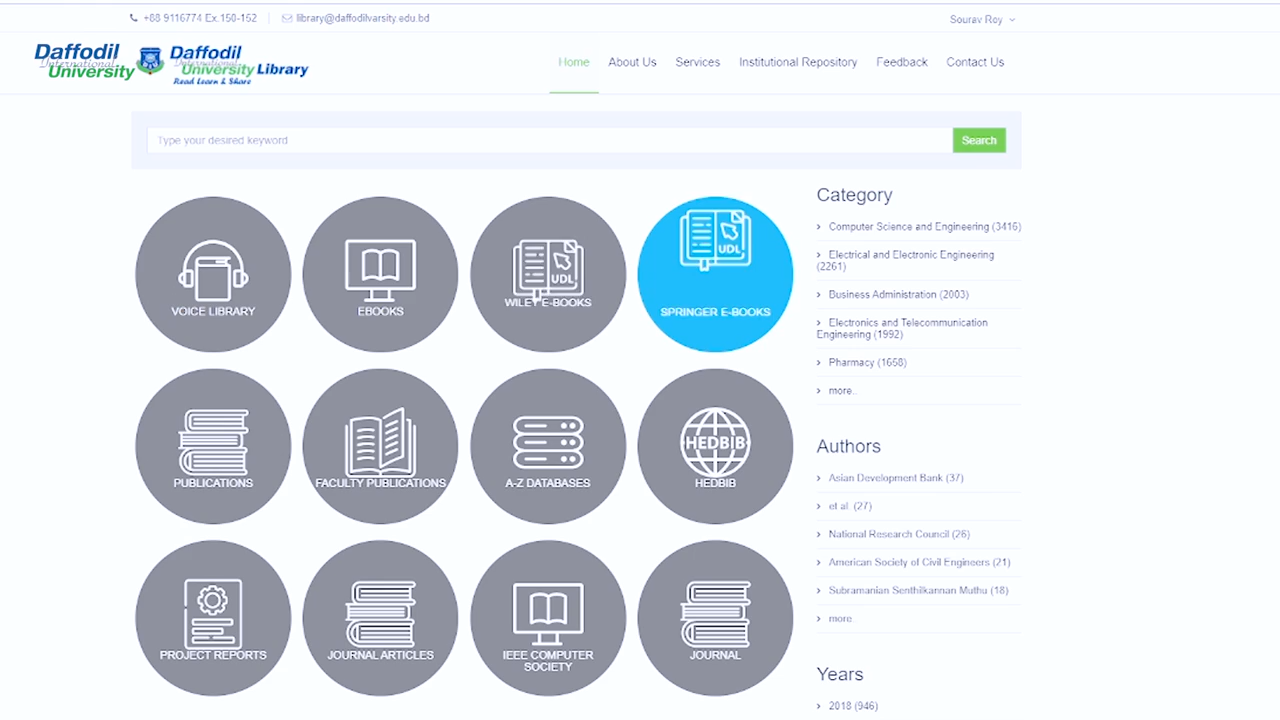 +88 9116774 Ex.150-152
library@daffodilvarsity.edu.bd
Sourav Roy
Daffodil
International
University
Daffodil
International
University Library
Read Learn & Share
Home
About Us
Services
Institutional Repository
Feedback
Contact Us
Type your desired keyword
Search
UDL
UDL
VOICE LIBRARY
EBOOKS
WILEY E-BOOKS
SPRINGER E-BOOKS
HEDBIB
PUBLICATIONS
FACULTY PUBLICATIONS
A-Z DATABASES
HEDBIB
PROJECT REPORTS
JOURNAL ARTICLES
IEEE COMPUTER
SOCIETY
JOURNAL
Category
Computer Science and Engineering (3416)
Electrical and Electronic Engineering
(2261)
Business Administration (2003)
Electronics and Telecommunication
Engineering (1992)
Pharmacy (1658)
more..
Authors
Asian Development Bank (37)
et al. (27)
National Research Council (26)
American Society of Civil Engineers (21)
Subramanian Senthilkannan Muthu (18)
more.
Years
2018 (946)